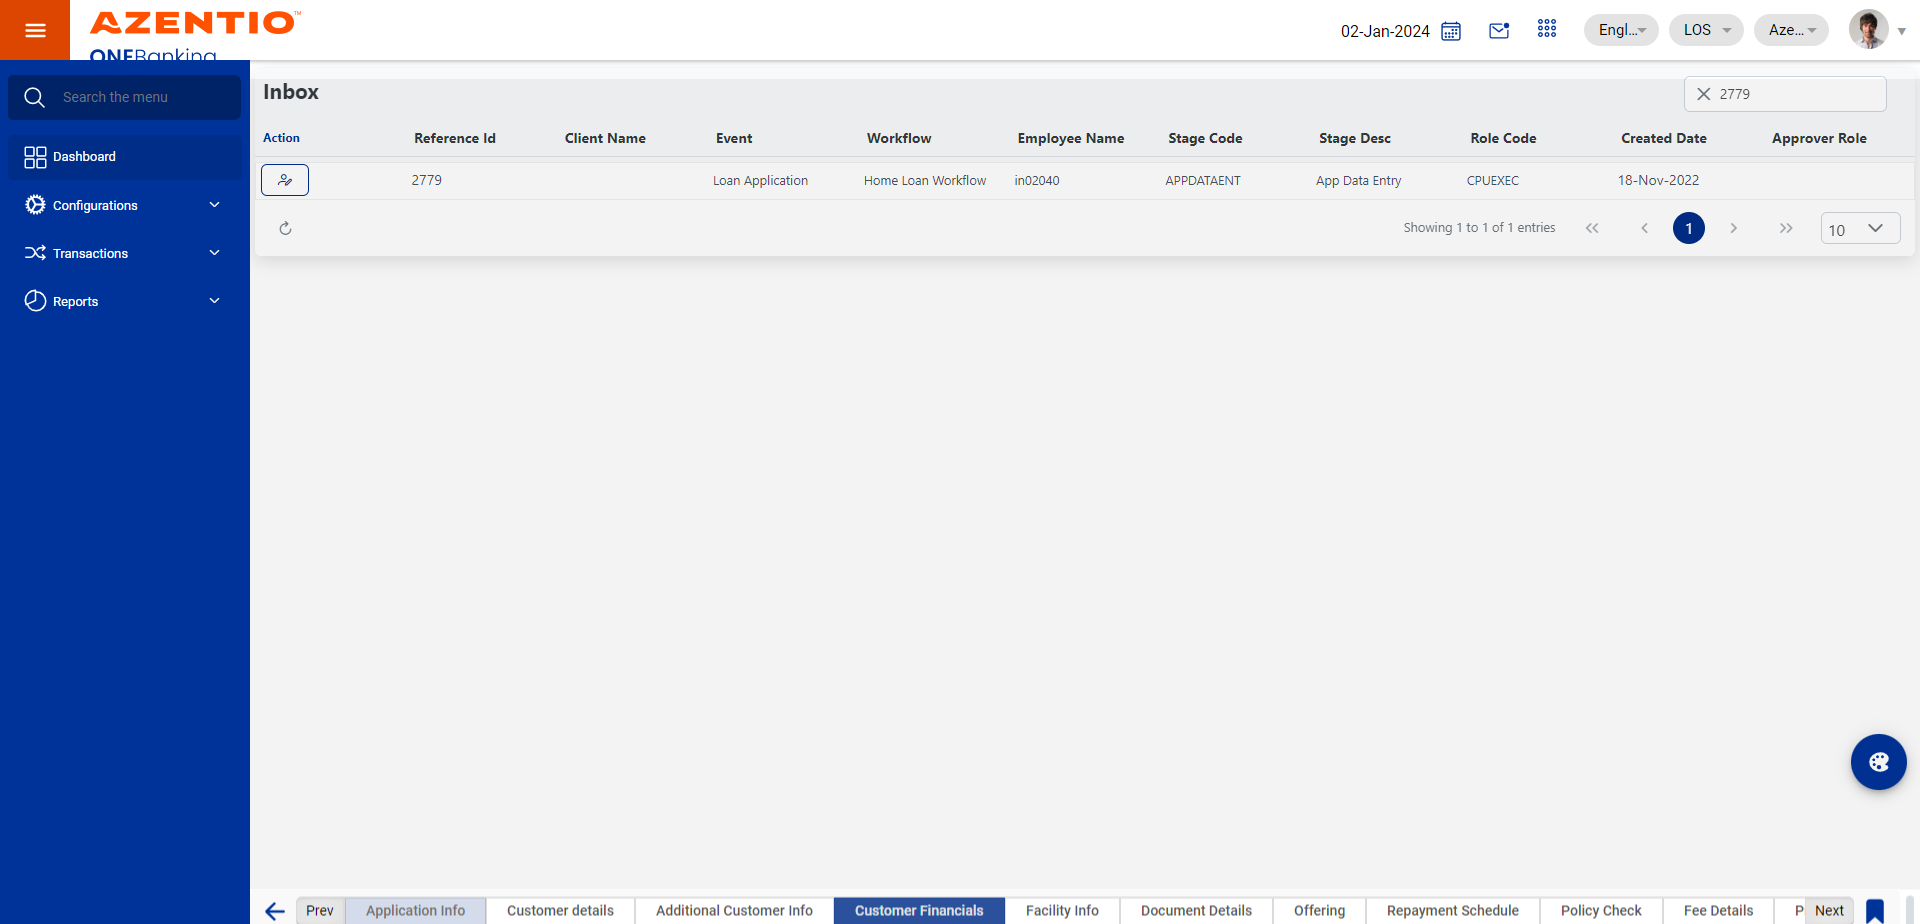 AZENTIO™
ONEBanking
02-Jan-2024
Engl...
LOS
Aze...
Search the menu
Dashboard
Configurations
Transactions
Reports
Inbox
2779
Action Reference Id Client Name Event Workflow Employee Name Stage Code Stage Desc Role Code Created Date Approver Role
2779 Loan Application Home Loan Workflow in02040 APPDATAENT App Data Entry CPUEXEC 18-Nov-2022
Showing 1 to 1 of 1 entries 1 10
Prev Application Info Customer details Additional Customer Info Customer Financials Facility Info Document Details Offering Repayment Schedule Policy Check Fee Details P Next